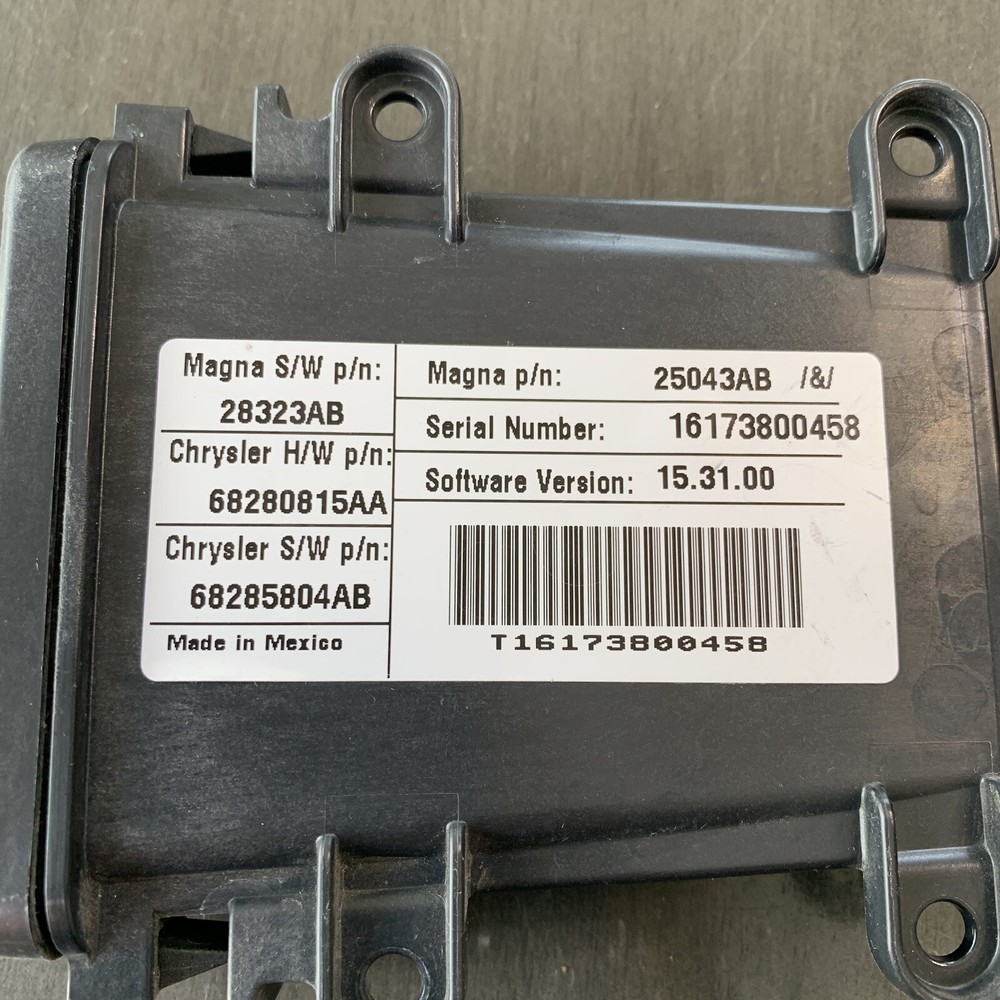 Magna S/W p/n:
28323AB
Chrysler H/W p/n:
68280815AA
Chrysler S/W p/n:
68285804AB
Made in Mexico
Magna p/n: 25043AB /&/
Serial Number: 16173800458
Software Version: 15.31.00
T16173800458